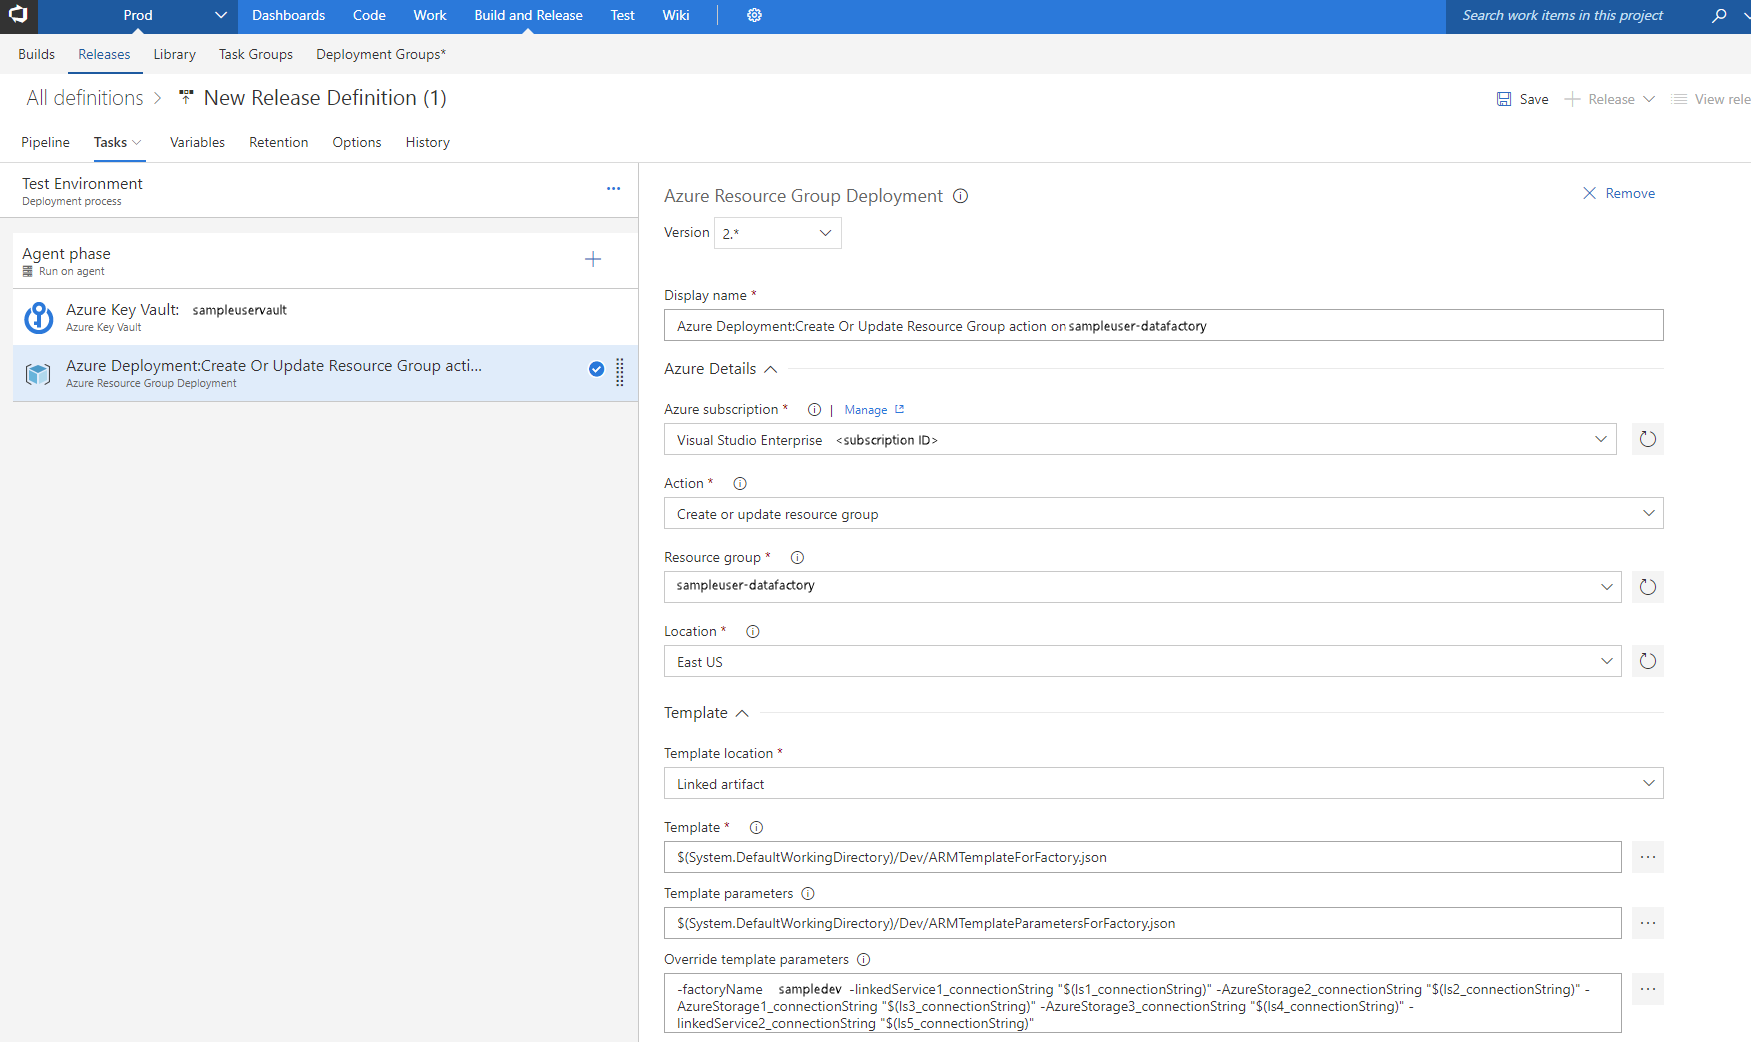 Prod Dashboards Code Work Build and Release Test Wiki Search work items in this project
Builds Releases Library Task Groups Deployment Groups*
All definitions > New Release Definition (1) Save + Release View rele
Pipeline Tasks Variables Retention Options History
Test Environment
Deployment process
Agent phase
Run on agent
Azure Key Vault: sampleuservault
Azure Key Vault
Azure Deployment:Create Or Update Resource Group acti...
Azure Resource Group Deployment
Azure Resource Group Deployment Remove
Version 2.*
Display name *
Azure Deployment:Create Or Update Resource Group action on sampleuser-datafactory
Azure Details
Azure subscription * | Manage
Visual Studio Enterprise <subscription ID>
Action *
Create or update resource group
Resource group *
sampleuser-datafactory
Location *
East US
Template
Template location *
Linked artifact
Template *
$(System.DefaultWorkingDirectory)/Dev/ARMTemplateForFactory.json
Template parameters
$(System.DefaultWorkingDirectory)/Dev/ARMTemplateParametersForFactory.json
Override template parameters
-factoryName sampledev -linkedService1_connectionString "$(ls1_connectionString)" -AzureStorage2_connectionString "$(ls2_connectionString)" -
AzureStorage1_connectionString "$(ls3_connectionString)" -AzureStorage3_connectionString "$(ls4_connectionString)" -
linkedService2_connectionString "$(ls5_connectionString)"